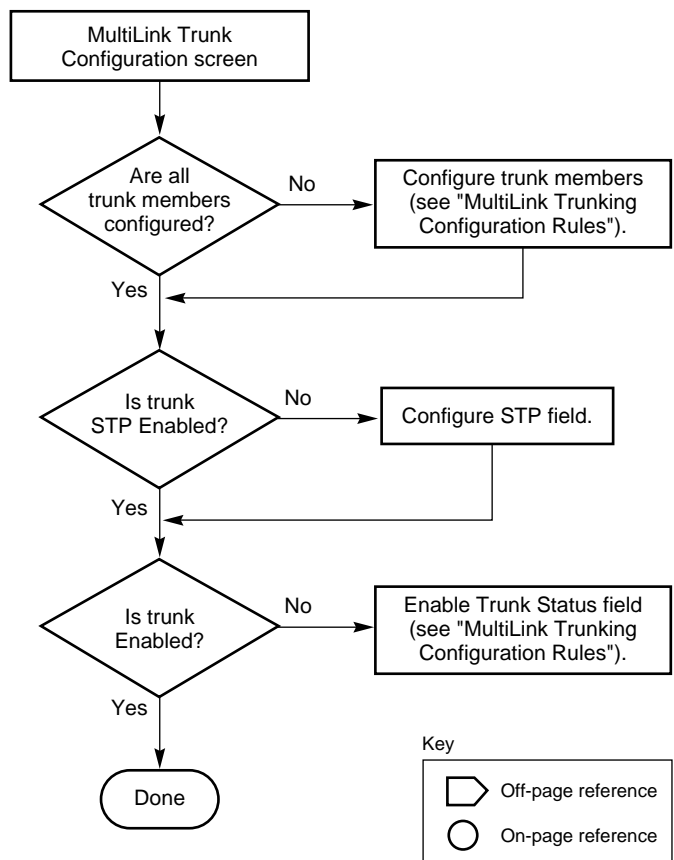 MultiLink Trunk
Configuration screen
Are all
trunk members
configured?
No
Configure trunk members
(see "MultiLink Trunking
Configuration Rules").
Yes
Is trunk
STP Enabled?
No
Configure STP field.
Yes
Is trunk
Enabled?
No
Enable Trunk Status field
(see "MultiLink Trunking
Configuration Rules").
Yes
Done
Key
Off-page reference
On-page reference